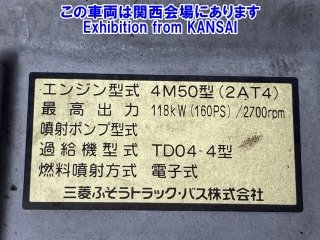 この車両は関西会場にあります
Exhibition from KANSAI
エンジン型式 4M50型(2AT4)
最高出力 118kW(160PS)/2700rpm
噴射ポンプ型式
過給機型式 TD04-4型
燃料噴射方式 電子式
三菱ふそうトラック・バス株式会社